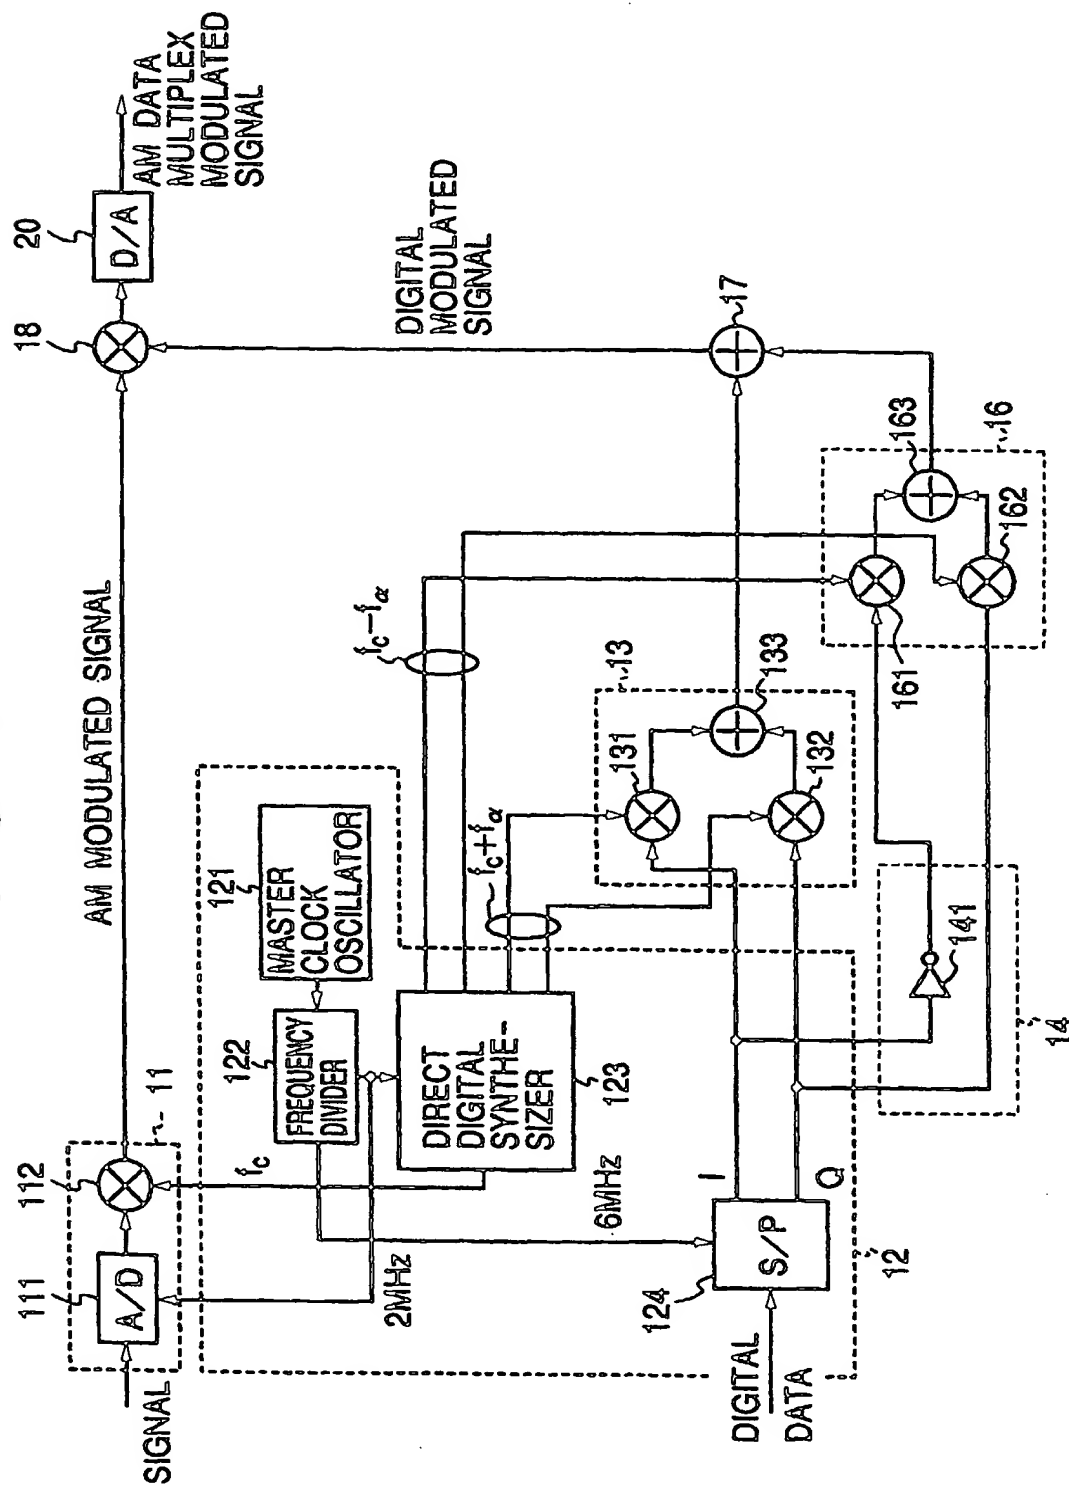 SIGNAL
111
A/D
112
11
AM MODULATED SIGNAL
18
20
D/A
AM DATA
MULTIPLEX
MODULATED
SIGNAL
fc
122
FREQUENCY
DIVIDER
121
MASTER
CLOCK
OSCILLATOR
2MHz
6MHz
DIRECT
DIGITAL
SYNTHE-
SIZER
123
fc+fα
fc−fα
DIGITAL
MODULATED
SIGNAL
13
131
132
133
17
124
S/P
DIGITAL
DATA
I
Q
12
141
14
161
162
163
16